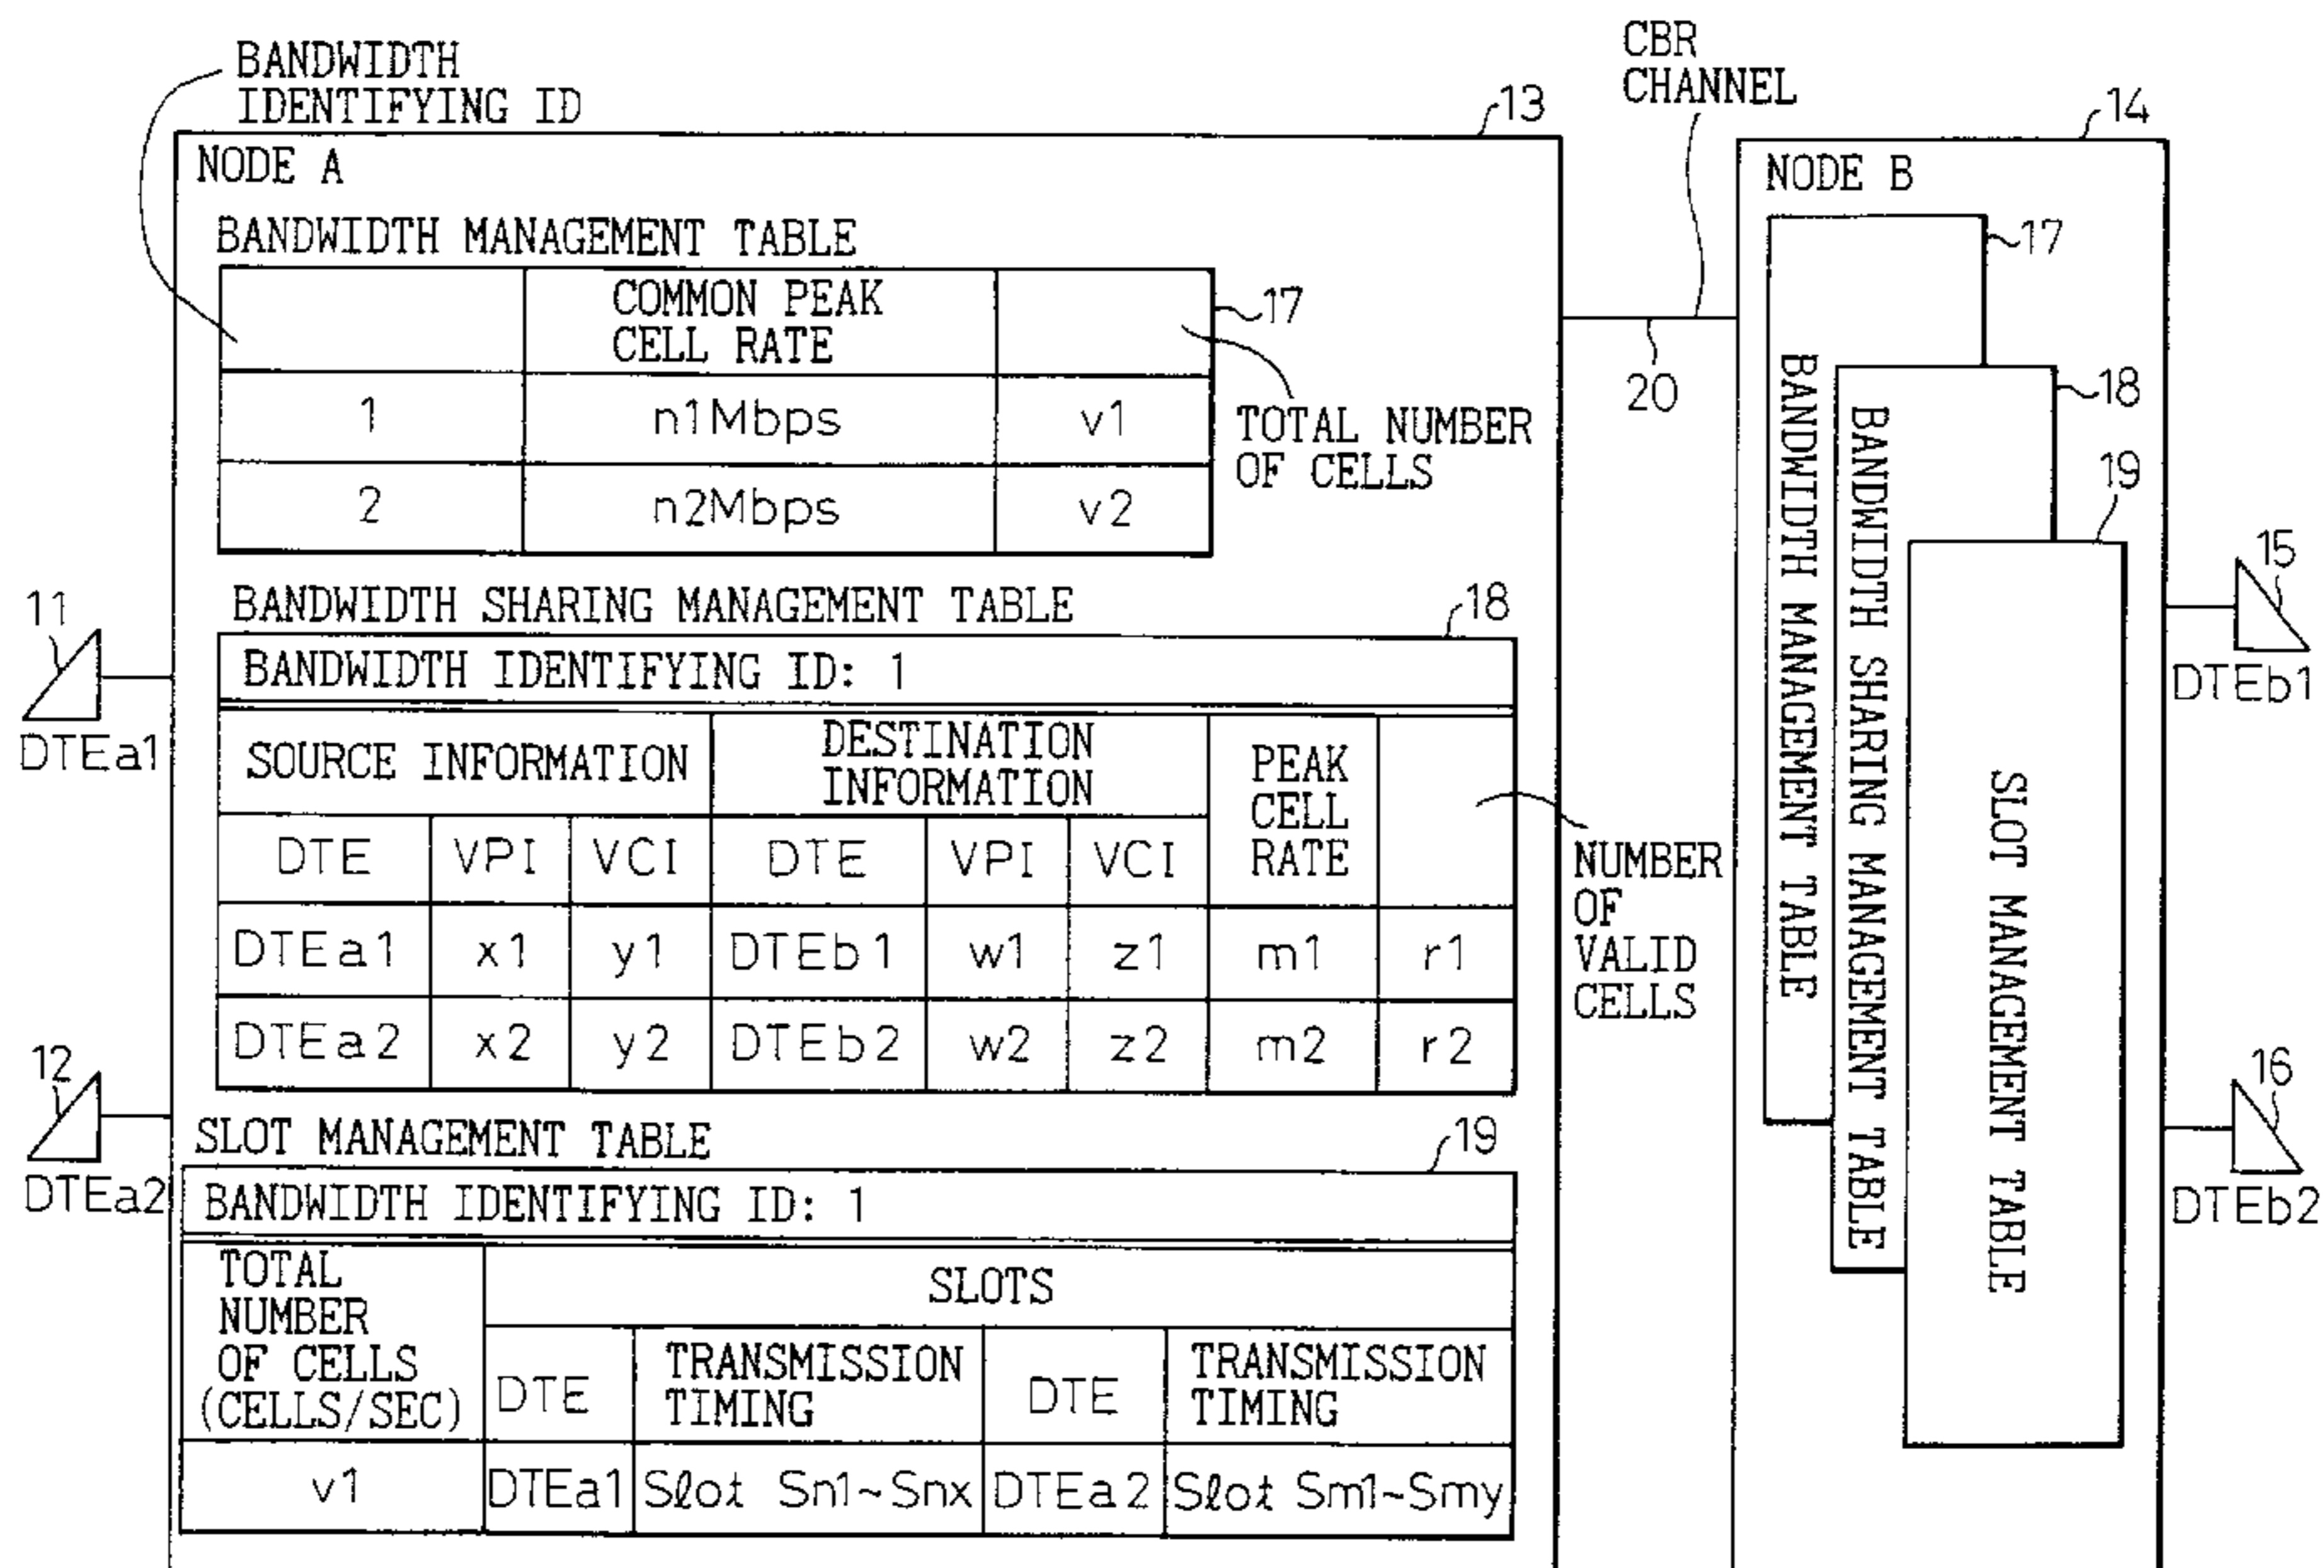 BANDWIDTH
IDENTIFYING ID
13
NODE A
BANDWIDTH MANAGEMENT TABLE
COMMON PEAK
CELL RATE
17
1 n1Mbps v1
2 n2Mbps v2
TOTAL NUMBER
OF CELLS
BANDWIDTH SHARING MANAGEMENT TABLE
18
BANDWIDTH IDENTIFYING ID: 1
SOURCE INFORMATION
DESTINATION
INFORMATION
PEAK
CELL
RATE
DTE VPI VCI DTE VPI VCI
DTEa1 x1 y1 DTEb1 w1 z1 m1 r1
DTEa2 x2 y2 DTEb2 w2 z2 m2 r2
NUMBER
OF
VALID
CELLS
SLOT MANAGEMENT TABLE
19
BANDWIDTH IDENTIFYING ID: 1
TOTAL
NUMBER
OF CELLS
(CELLS/SEC)
SLOTS
DTE
TRANSMISSION
TIMING
DTE
TRANSMISSION
TIMING
v1 DTEa1 Slot Sn1~Snx DTEa2 Slot Sm1~Smy
11
DTEa1
12
DTEa2
CBR
CHANNEL
20
14
NODE B
17
BANDWIDTH MANAGEMENT TABLE
18
BANDWIDTH SHARING MANAGEMENT TABLE
19
SLOT MANAGEMENT TABLE
15
DTEb1
16
DTEb2